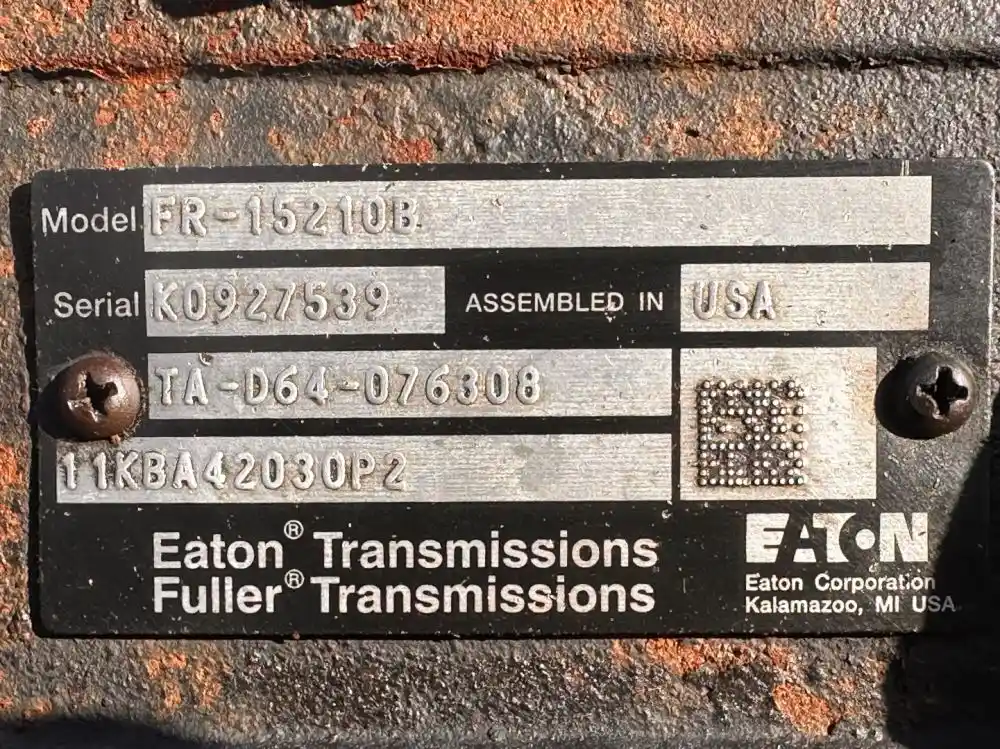 Model FR-15210B
Serial K0927539 ASSEMBLED IN USA
TA-D64-076308
11KBA42030P2
Eaton® Transmissions
Fuller® Transmissions
EATON
Eaton Corporation
Kalamazoo, MI USA